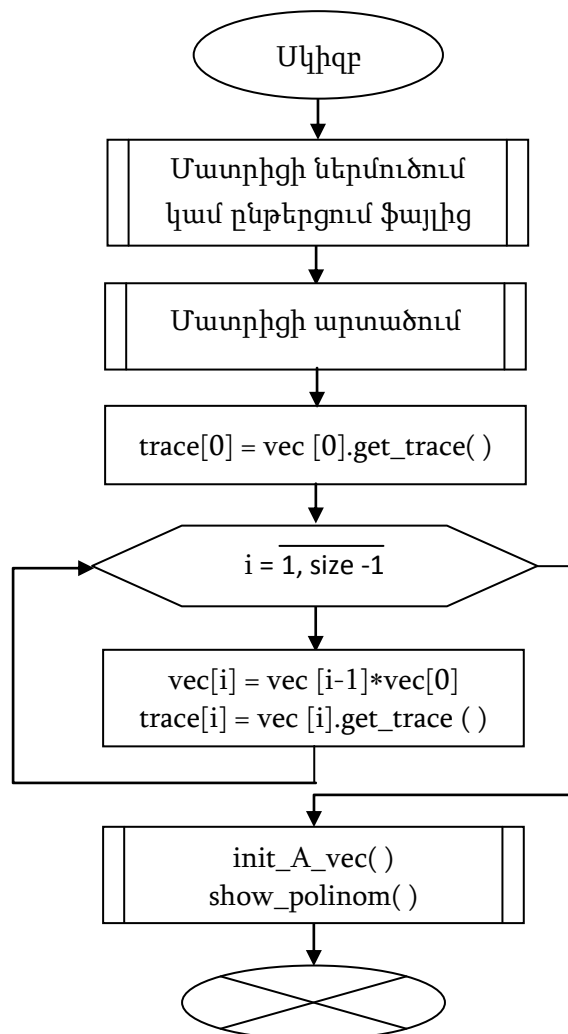 Սկիզբ
Մատրիցի ներմուծում
կամ ընթերցում ֆայլից
Մատրիցի արտածում
trace[0] = vec [0].get_trace( )
i = 1, size -1
vec[i] = vec [i-1]*vec[0]
trace[i] = vec [i].get_trace ( )
init_A_vec( )
show_polinom( )